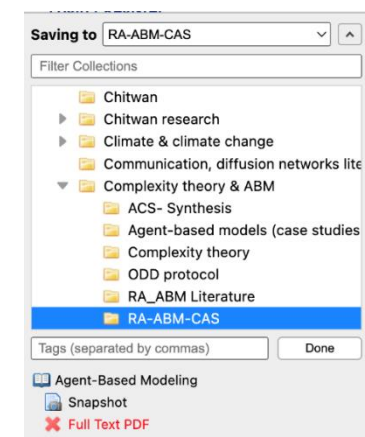 Saving to RA-ABM-CAS
Filter Collections
Chitwan
Chitwan research
Climate & climate change
Communication, diffusion networks lite
Complexity theory & ABM
ACS- Synthesis
Agent-based models (case studies
Complexity theory
ODD protocol
RA_ABM Literature
RA-ABM-CAS
Tags (separated by commas) Done
Agent-Based Modeling
Snapshot
Full Text PDF